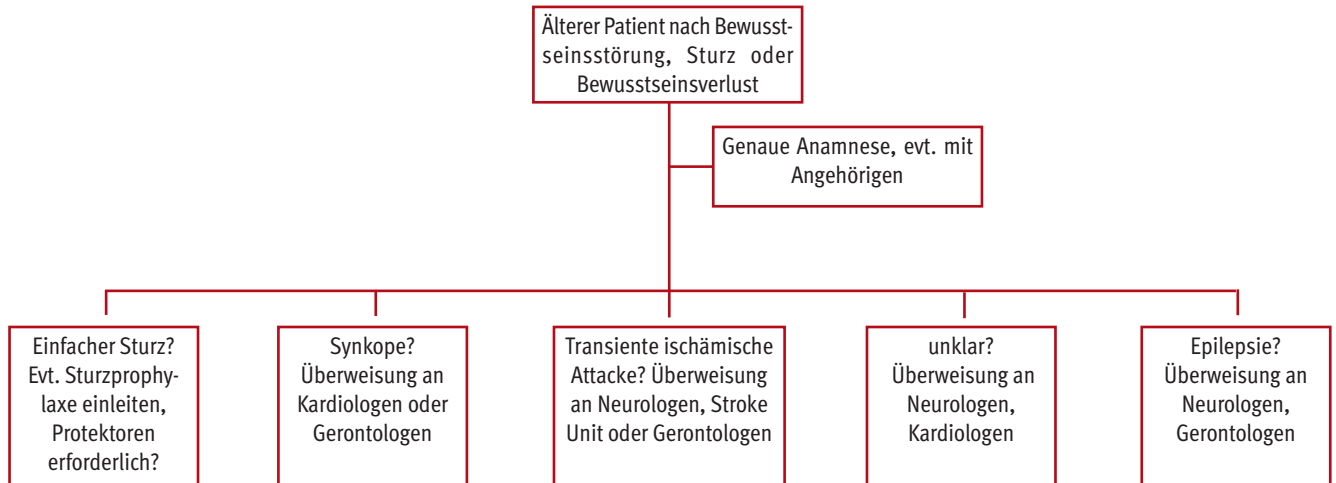 Älterer Patient nach Bewusst-
seinsstörung, Sturz oder
Bewusstseinsverlust
Genaue Anamnese, evt. mit
Angehörigen
Einfacher Sturz?
Evt. Sturzprophy-
laxe einleiten,
Protektoren
erforderlich?
Synkope?
Überweisung an
Kardiologen oder
Gerontologen
Transiente ischämische
Attacke? Überweisung
an Neurologen, Stroke
Unit oder Gerontologen
unklar?
Überweisung an
Neurologen,
Kardiologen
Epilepsie?
Überweisung an
Neurologen,
Gerontologen